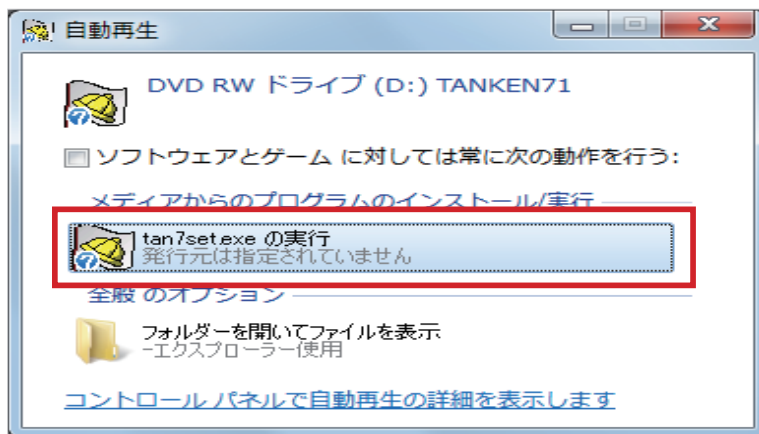 自動再生
DVD RW ドライブ (D:) TANKEN71
ソフトウェアとゲーム に対しては常に次の動作を行う:
メディアからのプログラムのインストール/実行
tan7set.exe の実行
発行元は指定されていません
全般 のオプション
フォルダーを開いてファイルを表示
-エクスプローラー使用
コントロール パネルで自動再生の詳細を表示します